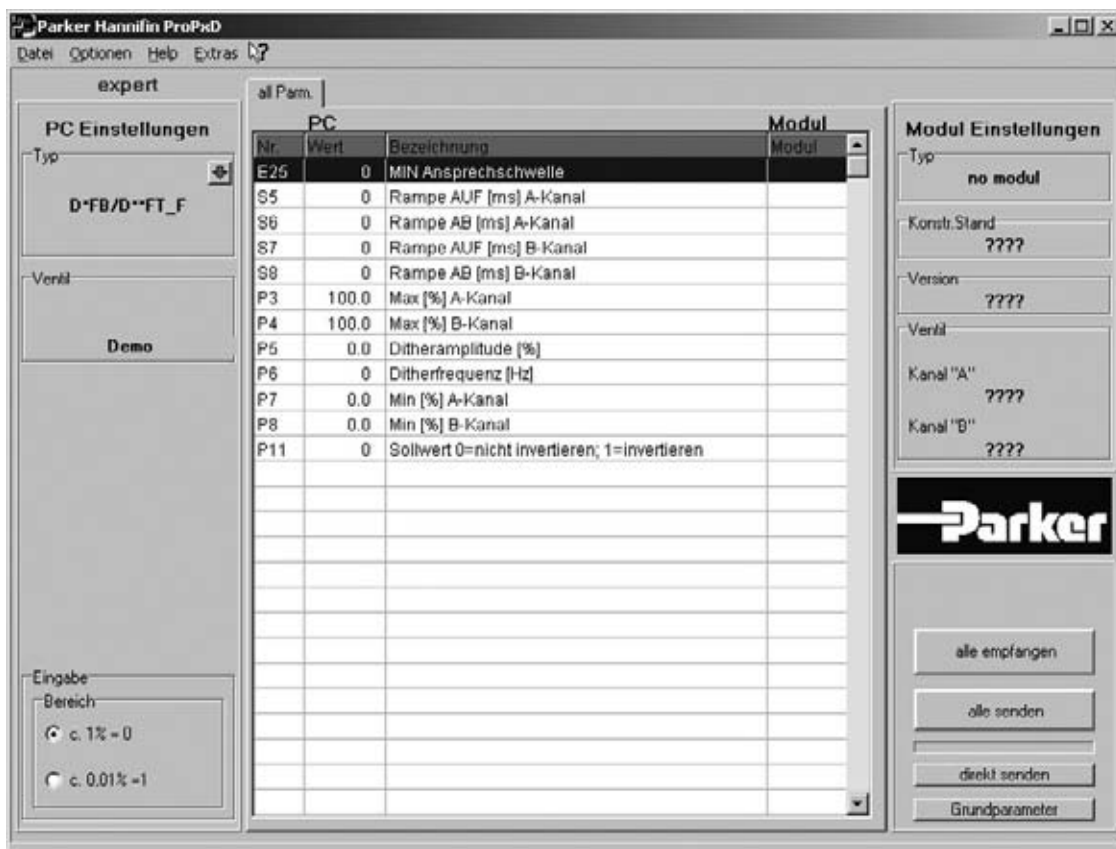 Parker Hannifin ProPxD
Datei Optionen Help Extras
expert
PC Einstellungen
Typ
D*FB/D**FT_F
Ventil
Demo
Eingabe
Bereich
c. 1% = 0
c. 0.01% =1
all Parm.
PC Modul
Nr. Wert Bezeichnung Modul
E25 0 MIN Ansprechschwelle
S5 0 Rampe AUF [ms] A-Kanal
S6 0 Rampe AB [ms] A-Kanal
S7 0 Rampe AUF [ms] B-Kanal
S8 0 Rampe AB [ms] B-Kanal
P3 100.0 Max [%] A-Kanal
P4 100.0 Max [%] B-Kanal
P5 0.0 Ditheramplitude [%]
P6 0 Ditherfrequenz [Hz]
P7 0.0 Min [%] A-Kanal
P8 0.0 Min [%] B-Kanal
P11 0 Sollwert 0=nicht invertieren; 1=invertieren
Modul Einstellungen
Typ
no modul
Konstr.Stand
????
Version
????
Ventil
Kanal "A"
????
Kanal "B"
????
Parker
alle empfangen
alle senden
direkt senden
Grundparameter